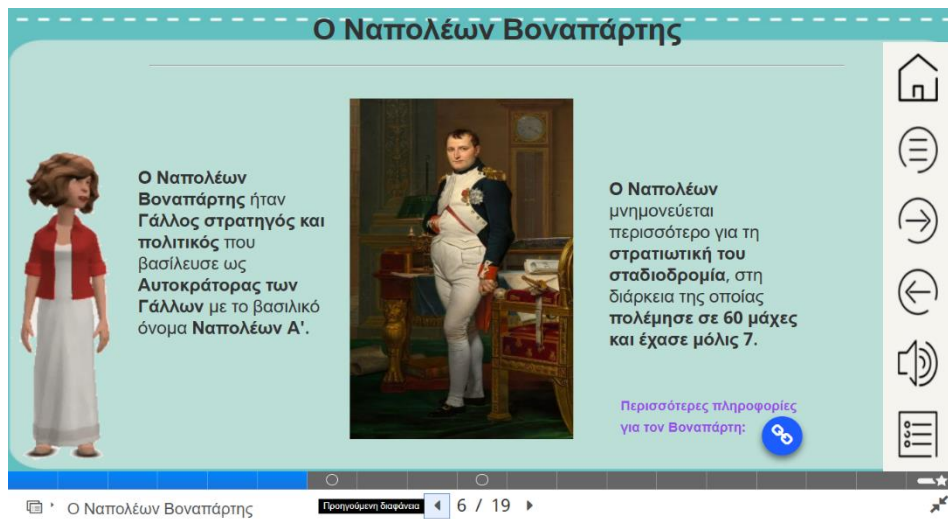 Ο Ναπολέων Βοναπάρτης
Ο Ναπολέων
Βοναπάρτης ήταν
Γάλλος στρατηγός και
πολιτικός που
βασίλευσε ως
Αυτοκράτορας των
Γάλλων με το βασιλικό
όνομα Ναπολέων Α'.
Ο Ναπολέων
μνημονεύεται
περισσότερο για τη
στρατιωτική του
σταδιοδρομία, στη
διάρκεια της οποίας
πολέμησε σε 60 μάχες
και έχασε μόλις 7.
Περισσότερες πληροφορίες
για τον Βοναπάρτη:
Ο Ναπολέων Βοναπάρτης
Προηγούμενη διαφάνεια
6 / 19